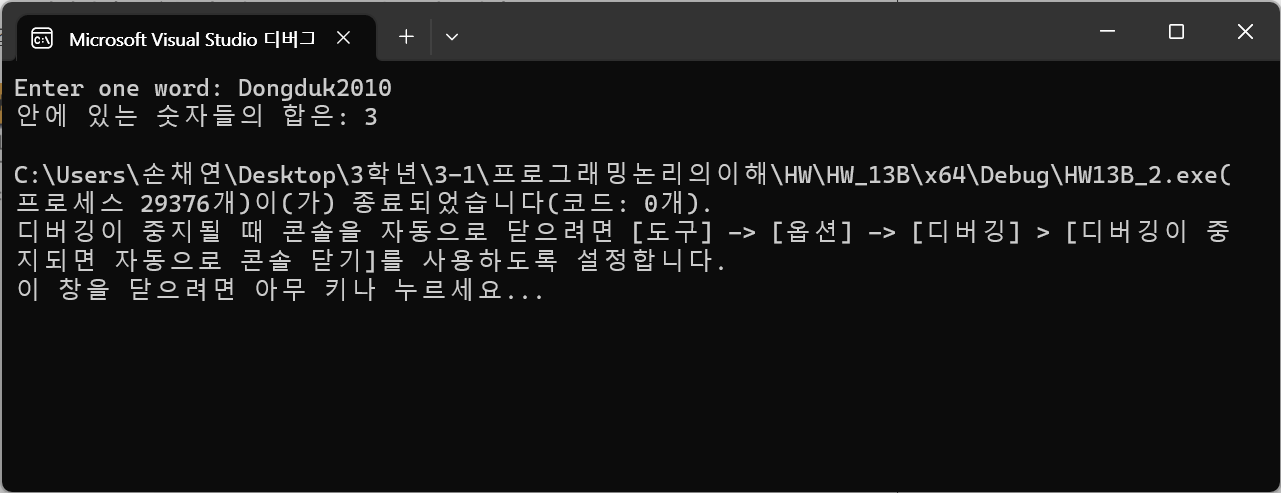 Microsoft Visual Studio 디버그
Enter one word: Dongduk2010
안에 있는 숫자들의 합은: 3
C:\Users\손채연\Desktop\3학년\3-1\프로그래밍논리의이해\HW\HW_13B\x64\Debug\HW13B_2.exe(
프로세스 29376개)이(가) 종료되었습니다(코드: 0개).
디버깅이 중지될 때 콘솔을 자동으로 닫으려면 [도구] -> [옵션] -> [디버깅] > [디버깅이 중
지되면 자동으로 콘솔 닫기]를 사용하도록 설정합니다.
이 창을 닫으려면 아무 키나 누르세요...